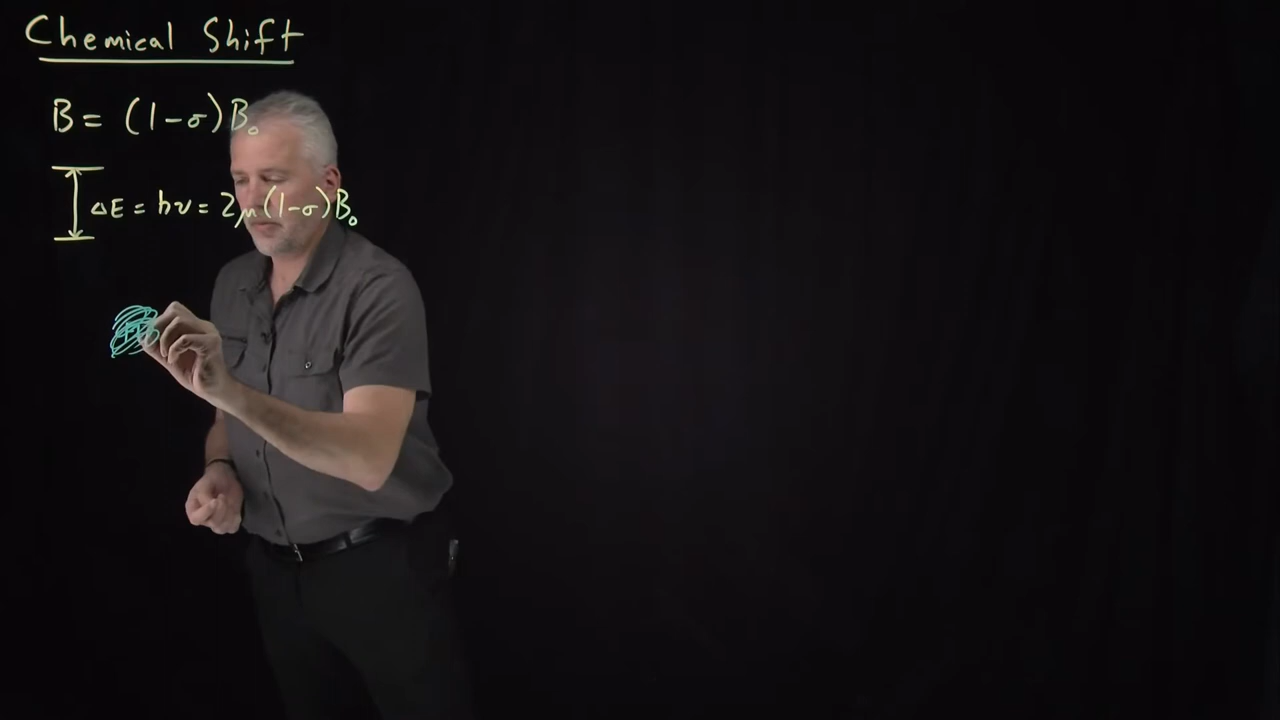 Chemical Shift
B = (1-σ)B₀
ΔE = hν = 2μ(1-σ)B₀